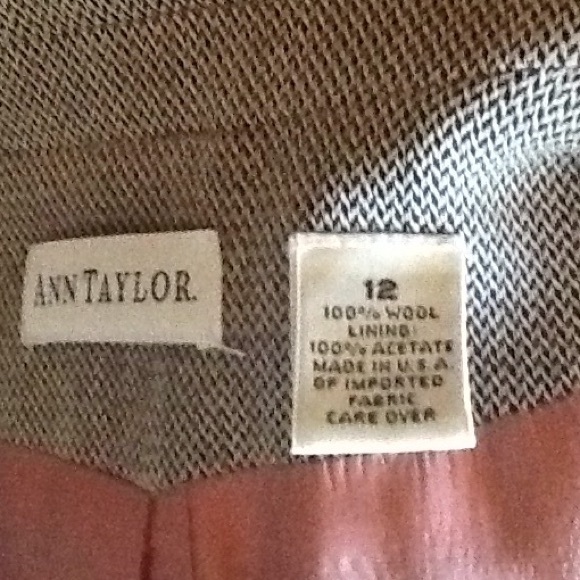 ANN TAYLOR.
12
100% WOOL
LINING:
100% ACETATE
MADE IN U.S.A.
OF IMPORTED
FABRIC
CARE OVER